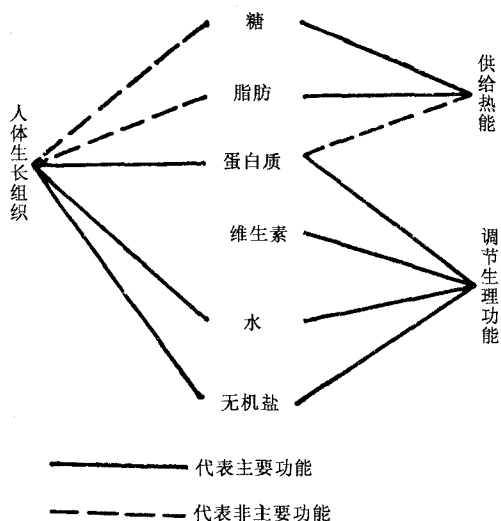 糖
脂肪
蛋白质
维生素
水
无机盐
人体生长组织
供给热能
调节生理功能
代表主要功能
代表非主要功能